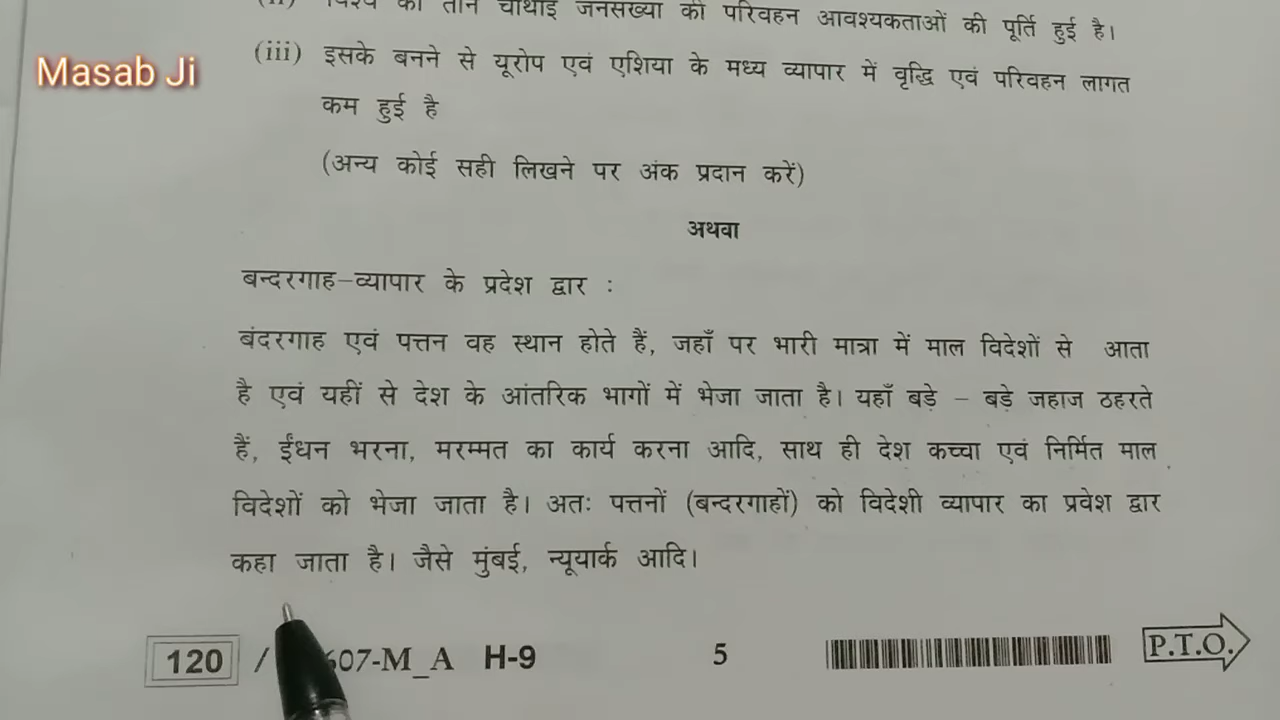 (ii) विश्व की तीन चौथाई जनसंख्या की परिवहन आवश्यकताओं की पूर्ति हुई है।
Masab Ji
(iii) इसके बनने से यूरोप एवं एशिया के मध्य व्यापार में वृद्धि एवं परिवहन लागत
कम हुई है
(अन्य कोई सही लिखने पर अंक प्रदान करें)
अथवा
बन्दरगाह–व्यापार के प्रदेश द्वार :
बंदरगाह एवं पत्तन वह स्थान होते हैं, जहाँ पर भारी मात्रा में माल विदेशों से आता
है एवं यहीं से देश के आंतरिक भागों में भेजा जाता है। यहाँ बड़े – बड़े जहाज ठहरते
हैं, ईंधन भरना, मरम्मत का कार्य करना आदि, साथ ही देश कच्चा एवं निर्मित माल
विदेशों को भेजा जाता है। अतः पत्तनों (बन्दरगाहों) को विदेशी व्यापार का प्रवेश द्वार
कहा जाता है। जैसे मुंबई, न्यूयार्क आदि।
120 / 607-M_A H-9 5 P.T.O.